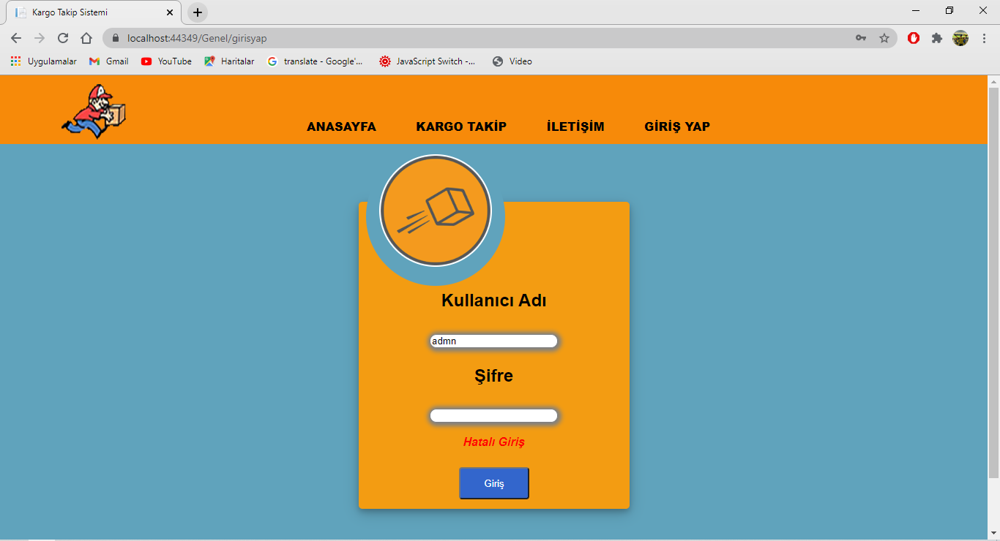 Kargo Takip Sistemi
localhost:44349/Genel/girisyap
Uygulamalar Gmail YouTube Haritalar translate - Google'... JavaScript Switch -... Video
ANASAYFA KARGO TAKİP İLETİŞİM GİRİŞ YAP
Kullanıcı Adı
admn
Şifre
Hatalı Giriş
Giriş